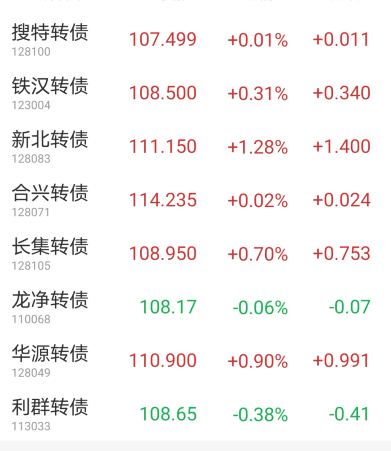 搜特转债 107.499 +0.01% +0.011
128100
铁汉转债 108.500 +0.31% +0.340
123004
新北转债 111.150 +1.28% +1.400
128083
合兴转债 114.235 +0.02% +0.024
128071
长集转债 108.950 +0.70% +0.753
128105
龙净转债 108.17 -0.06% -0.07
110068
华源转债 110.900 +0.90% +0.991
128049
利群转债 108.65 -0.38% -0.41
113033